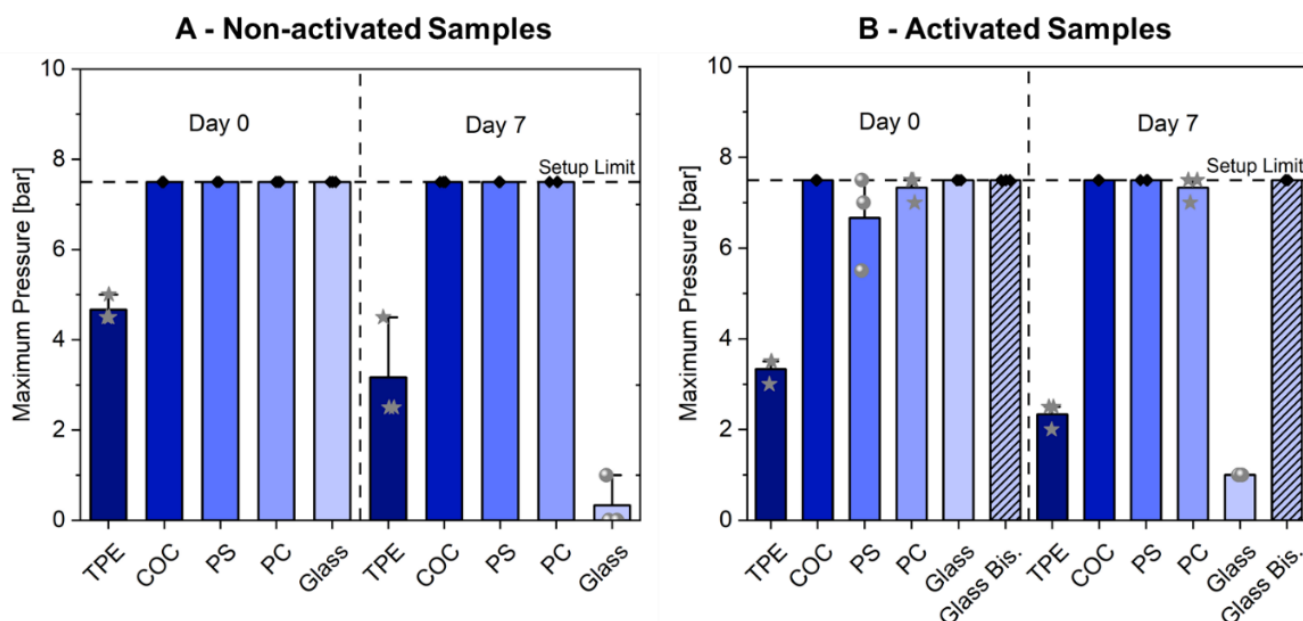 A - Non-activated Samples
Maximum Pressure [bar]
10
8
6
4
2
0
Day 0
Day 7
Setup Limit
TPE
COC
PS
PC
Glass
TPE
COC
PS
PC
Glass
B - Activated Samples
Maximum Pressure [bar]
10
8
6
4
2
0
Day 0
Day 7
Setup Limit
TPE
COC
PS
PC
Glass
Glass Bis.
TPE
COC
PS
PC
Glass
Glass Bis.